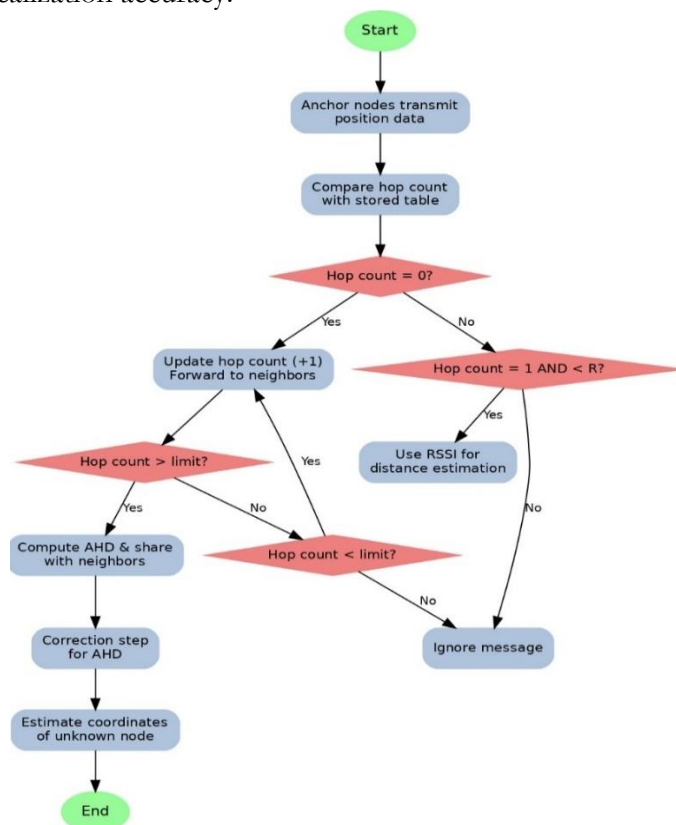 accuracy.
Start
Anchor nodes transmit
position data
Compare hop count
with stored table
Hop count = 0?
Yes
No
Update hop count (+1)
Forward to neighbors
Hop count = 1 AND < R?
Yes
Use RSSI for
distance estimation
Hop count > limit?
Yes
No
Yes
No
Compute AHD & share
with neighbors
Hop count < limit?
No
Correction step
for AHD
Ignore message
Estimate coordinates
of unknown node
End